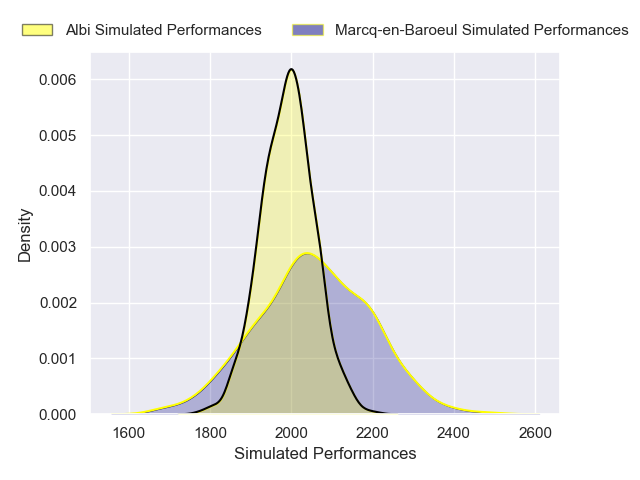 Albi Simulated Performances
Marcq-en-Baroeul Simulated Performances
0.006
0.005
0.004
0.003
0.002
0.001
0.000
Density
1600 1800 2000 2200 2400 2600
Simulated Performances